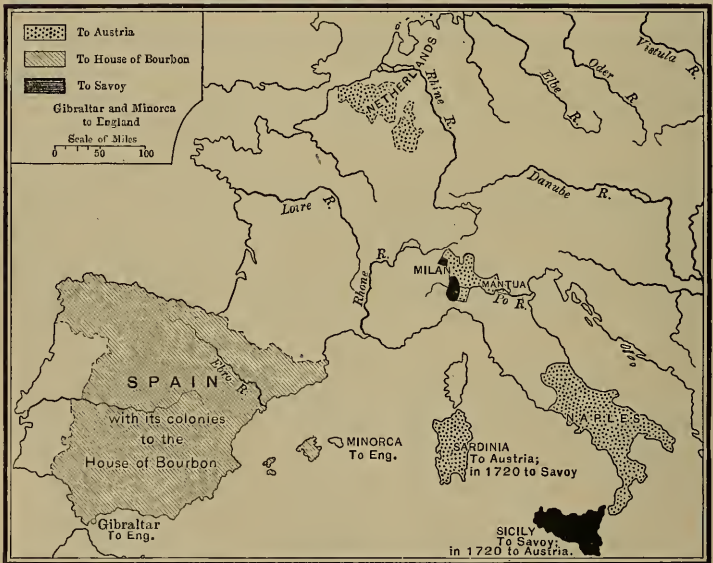 To Austria
To House of Bourbon
To Savoy
Gibraltar and Minorca
to England
Scale of Miles
0 50 100
NETHERLANDS
Rhine R.
Elbe R.
Oder R.
Vistula R.
Danube R.
Loire R.
Rhone R.
MILAN
MANTUA
Po R.
Ebro R.
SPAIN
with its colonies
to the
House of Bourbon
MINORCA
To Eng.
SARDINIA
To Austria;
in 1720 to Savoy
NAPLES
Gibraltar
To Eng.
SICILY
To Savoy;
in 1720 to Austria.